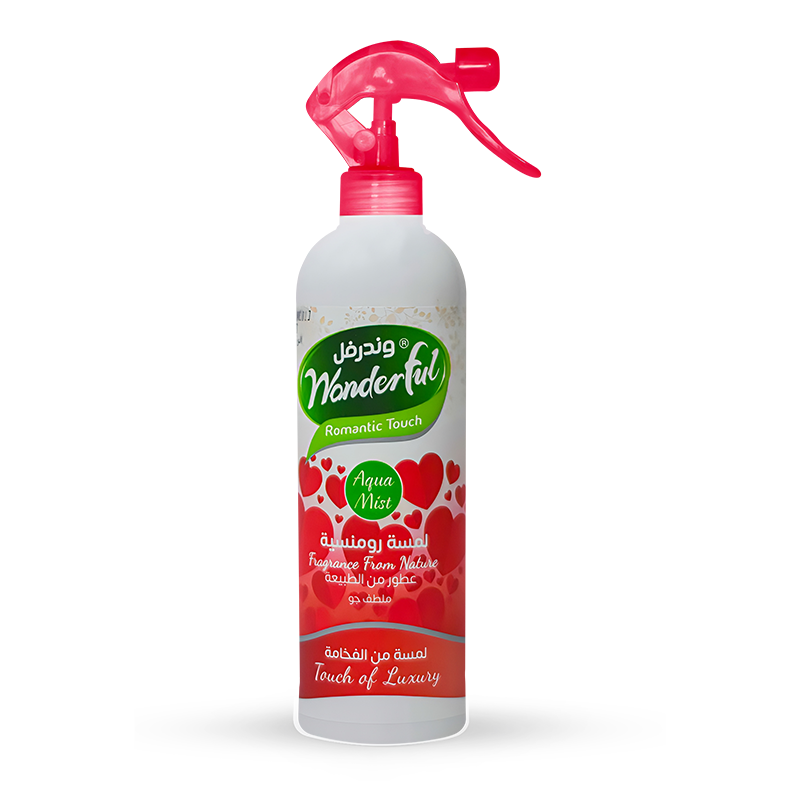 وندرفل ®
Wonderful
Romantic Touch
Aqua
Mist
لمسة رومنسية
Fragrance From Nature
عطور من الطبيعة
ملطف جو
لمسة من الفخامة
Touch of Luxury